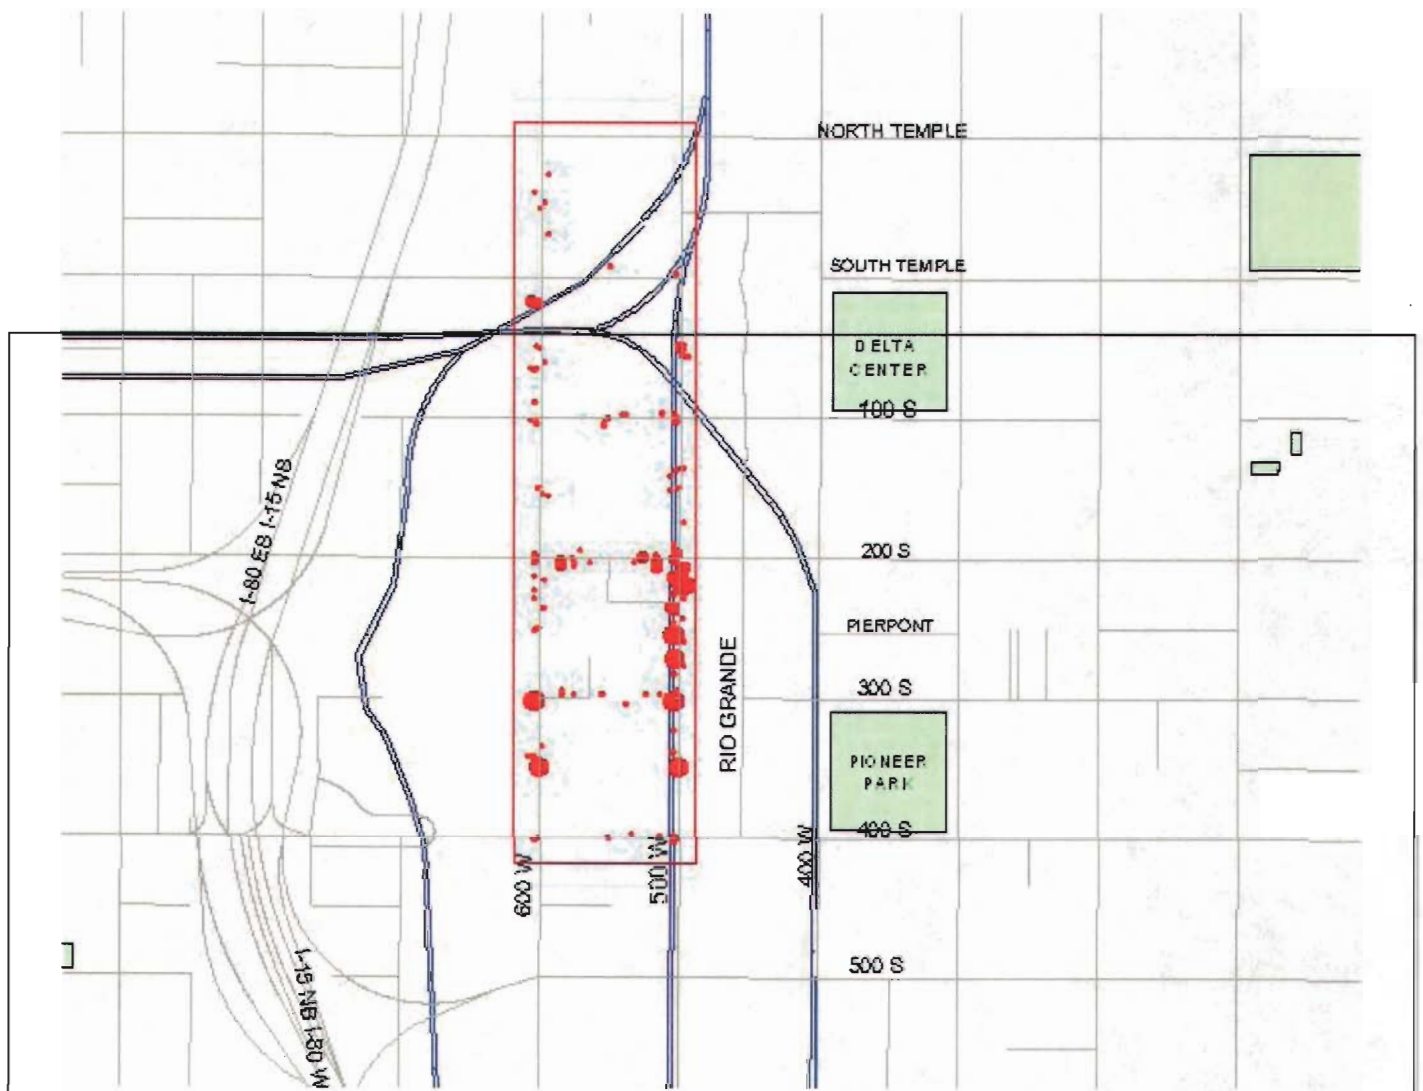 NORTH TEMPLE
SOUTH TEMPLE
DELTA
CENTER
100 S
I-80 EB I-15 NB
200 S
PIERPONT
300 S
RIO GRANDE
PIONEER
PARK
400 S
600 W
500 W
400 W
500 S
I-15 NB I-80 W